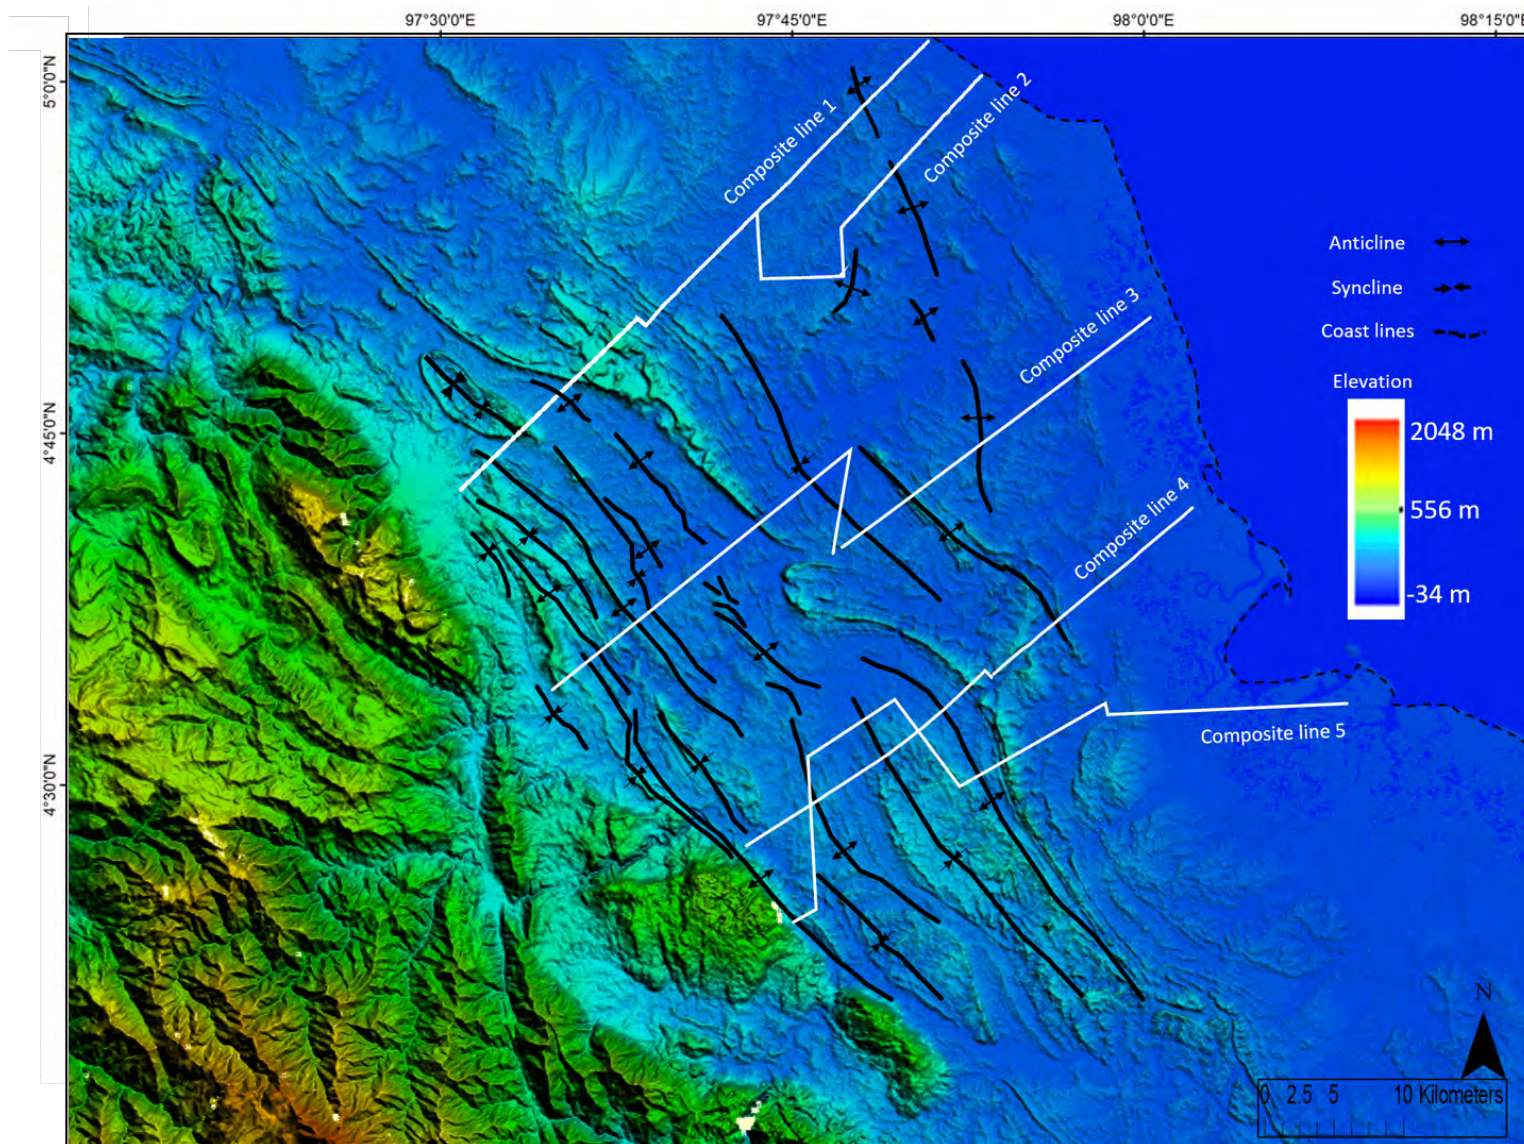 97°30'0"E
97°45'0"E
98°0'0"E
98°15'0"E
5°0'0"N
4°45'0"N
4°30'0"N
Composite line 1
Composite line 2
Composite line 3
Composite line 4
Composite line 5
Anticline
Syncline
Coast lines
Elevation
2048 m
556 m
-34 m
N
0 2.5 5 10 Kilometers